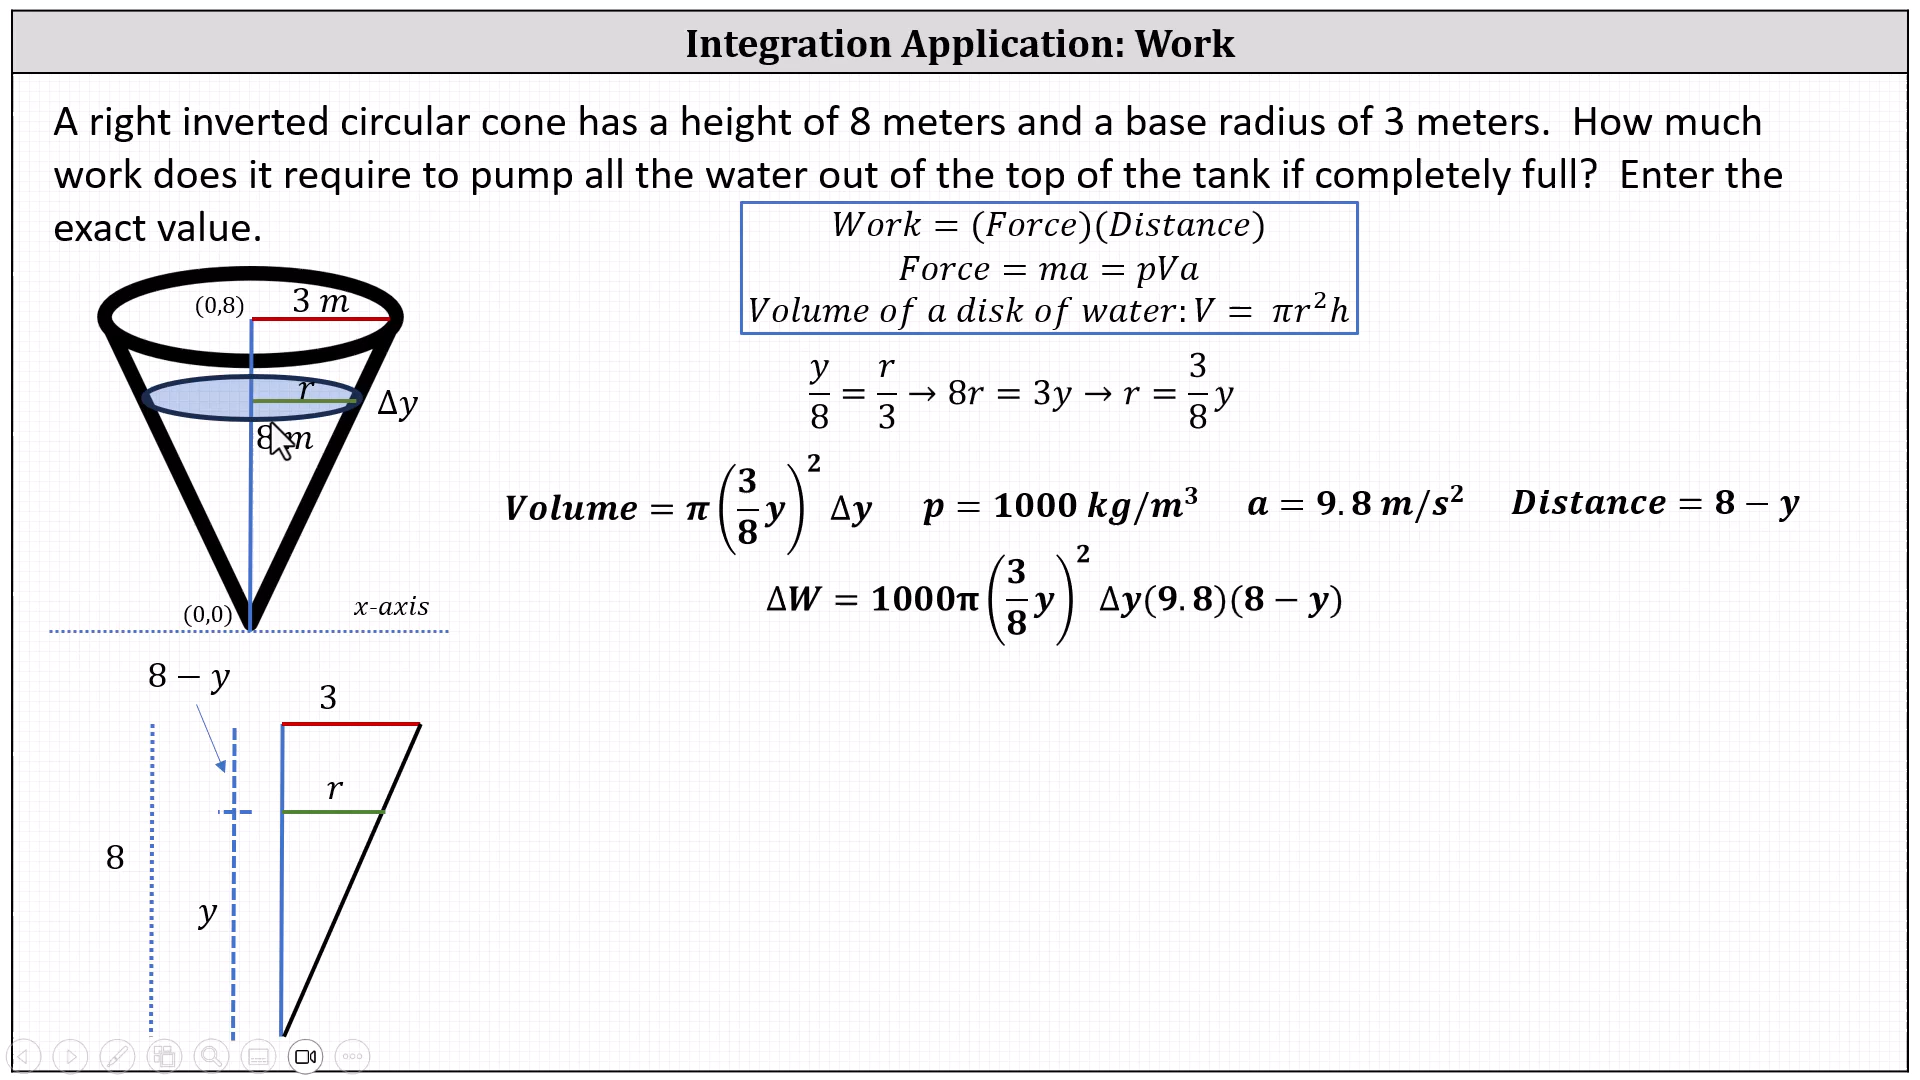 Integration Application: Work
A right inverted circular cone has a height of 8 meters and a base radius of 3 meters.  How much
work does it require to pump all the water out of the top of the tank if completely full?  Enter the
exact value.
Work = (Force)(Distance)
Force = ma = pVa
Volume of a disk of water: V = πr²h
(0,8)
3 m
r
Δy
8 m
(0,0)
x-axis
y/8 = r/3 → 8r = 3y → r = 3/8 y
Volume = π(3/8 y)² Δy p = 1000 kg/m³ a = 9.8 m/s² Distance = 8 − y
ΔW = 1000π(3/8 y)² Δy(9.8)(8 − y)
8 − y
3
r
8
y